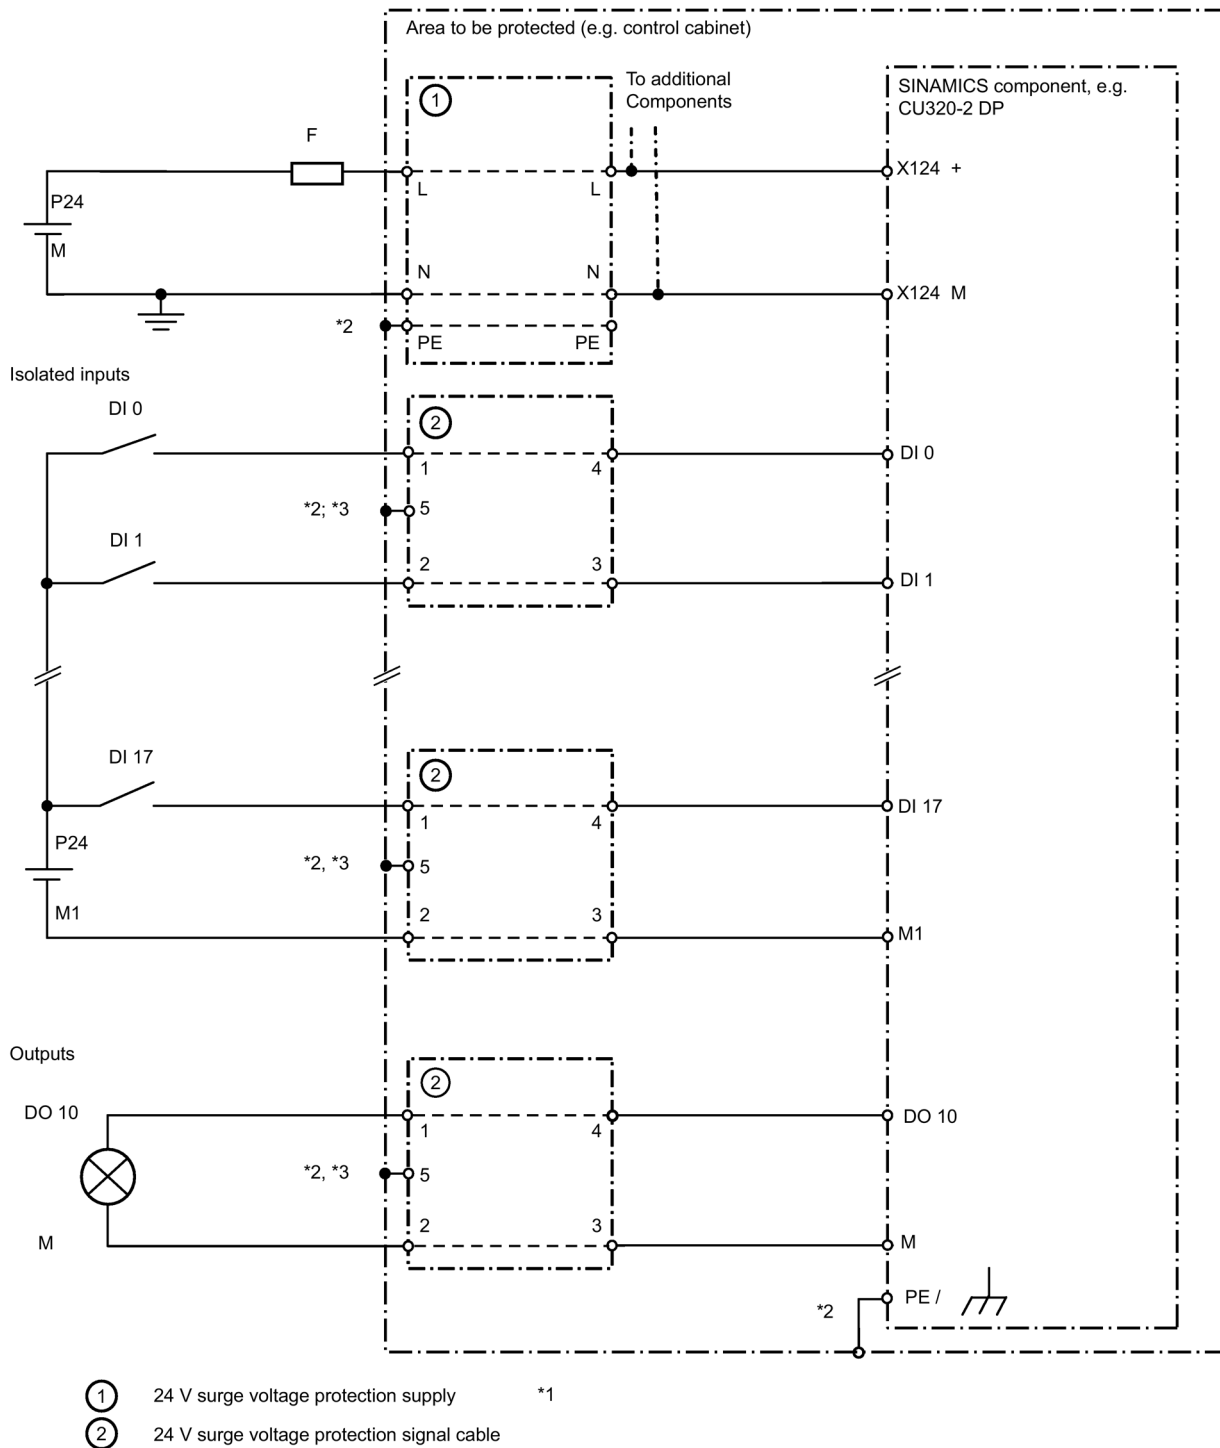 Area to be protected (e.g. control cabinet)
To additional
Components
SINAMICS component, e.g.
CU320-2 DP
1
F
L
L
X124 +
P24
M
N
N
X124 M
*2
PE
PE
Isolated inputs
DI 0
2
1
4
DI 0
*2; *3
5
DI 1
2
3
DI 1
DI 17
2
1
4
DI 17
P24
*2, *3
5
M1
2
3
M1
Outputs
2
DO 10
1
4
DO 10
*2, *3
5
M
2
3
M
*2
PE /
1 24 V surge voltage protection supply *1
2 24 V surge voltage protection signal cable